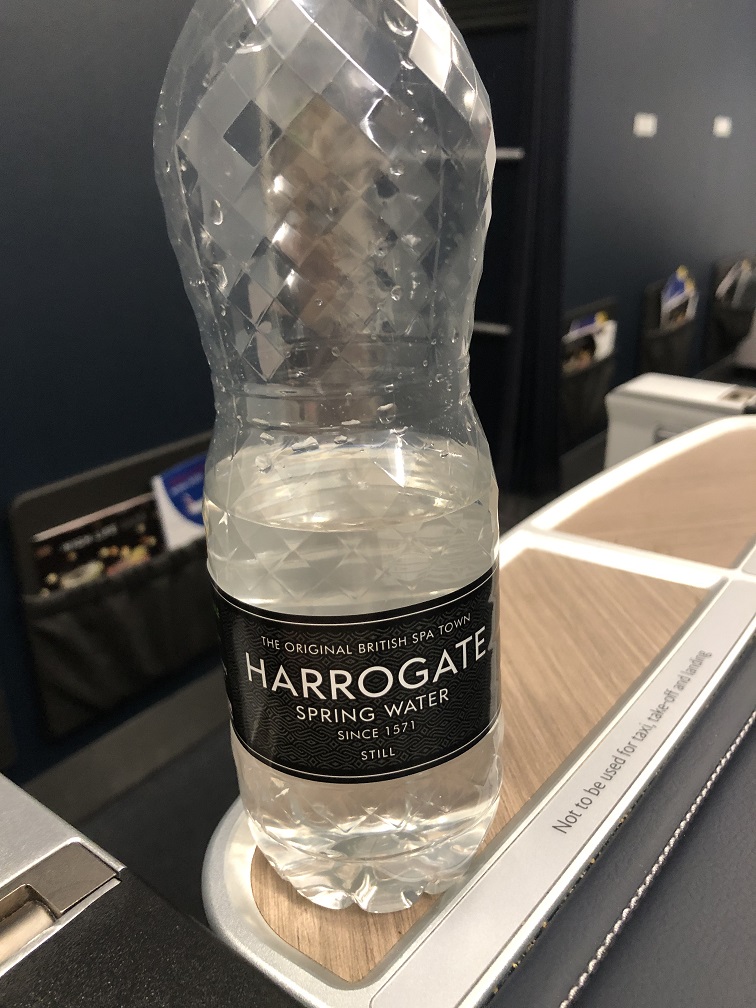 THE ORIGINAL BRITISH SPA TOWN
HARROGATE
SPRING WATER
SINCE 1571
STILL
Not to be used for taxi, take-off and landing